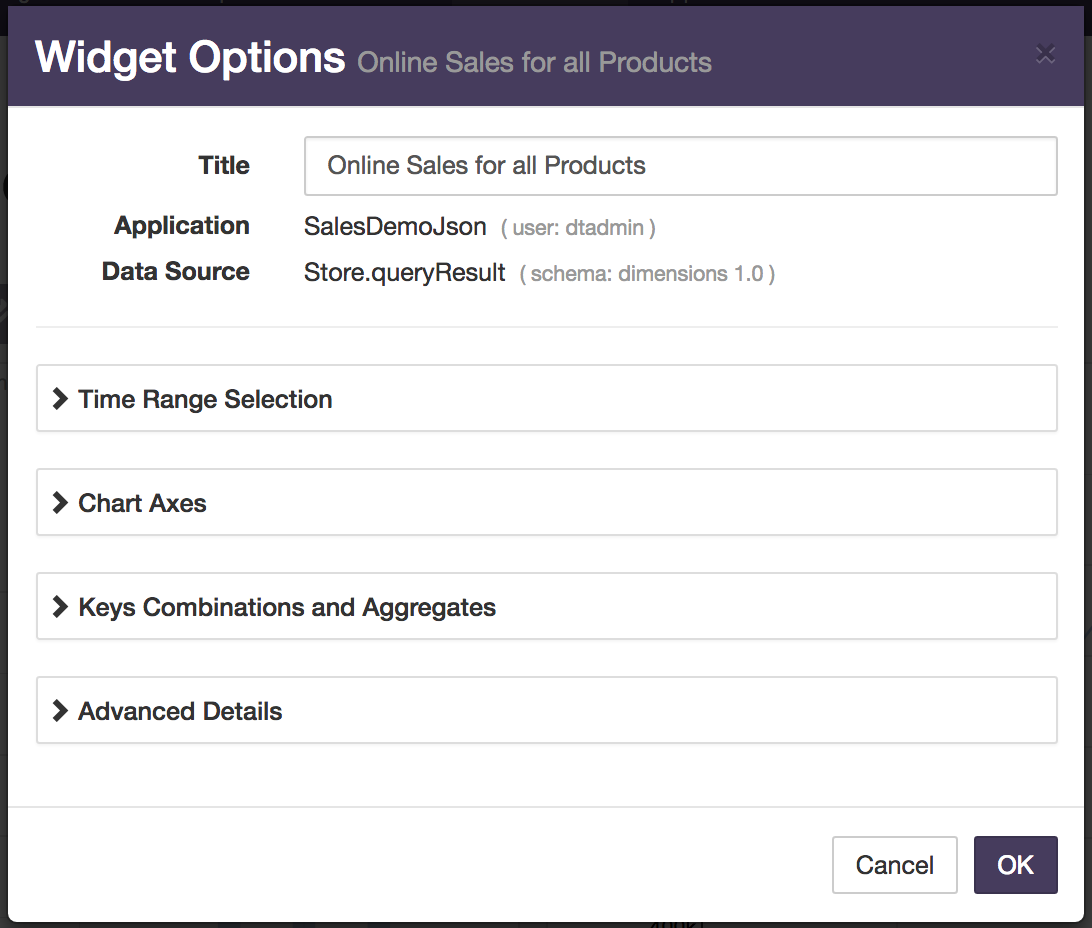 Widget Options Online Sales for all Products
Title Online Sales for all Products
Application SalesDemoJson ( user: dtadmin )
Data Source Store.queryResult ( schema: dimensions 1.0 )
Time Range Selection
Chart Axes
Keys Combinations and Aggregates
Advanced Details
Cancel OK